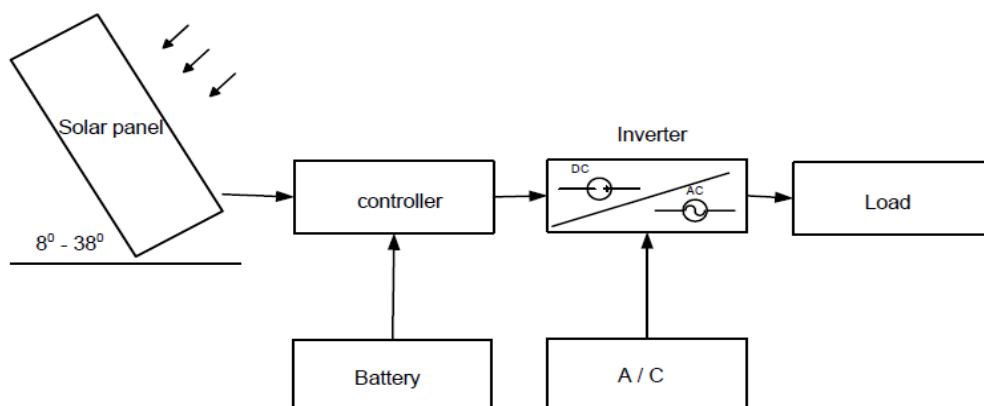 Solar panel
8⁰ - 38⁰
controller
Inverter
DC
AC
Load
Battery
A / C